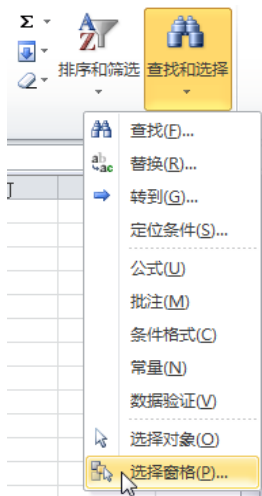 Σ
排序和筛选 查找和选择
查找(F)...
替换(R)...
转到(G)...
定位条件(S)...
公式(U)
批注(M)
条件格式(C)
常量(N)
数据验证(V)
选择对象(O)
选择窗格(P)...